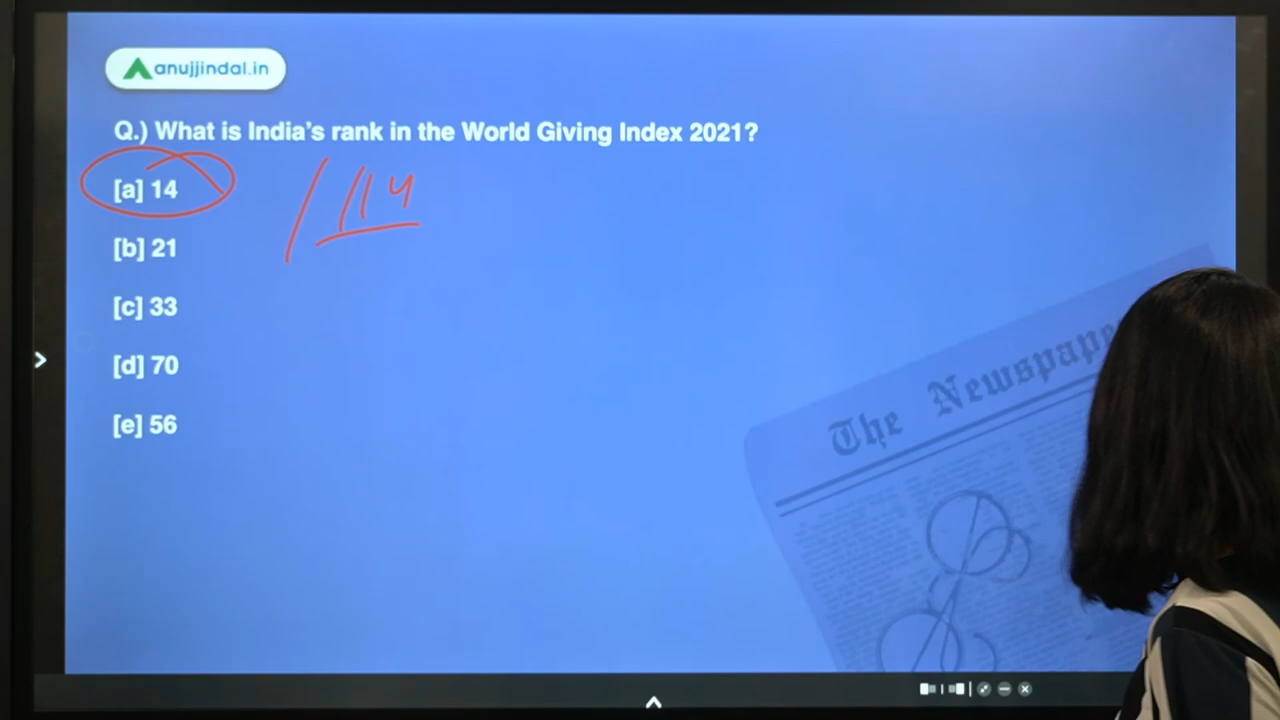 anujjindal.in
Q.) What is India's rank in the World Giving Index 2021?
[a] 14
/ 114
[b] 21
[c] 33
[d] 70
[e] 56
The Newspape